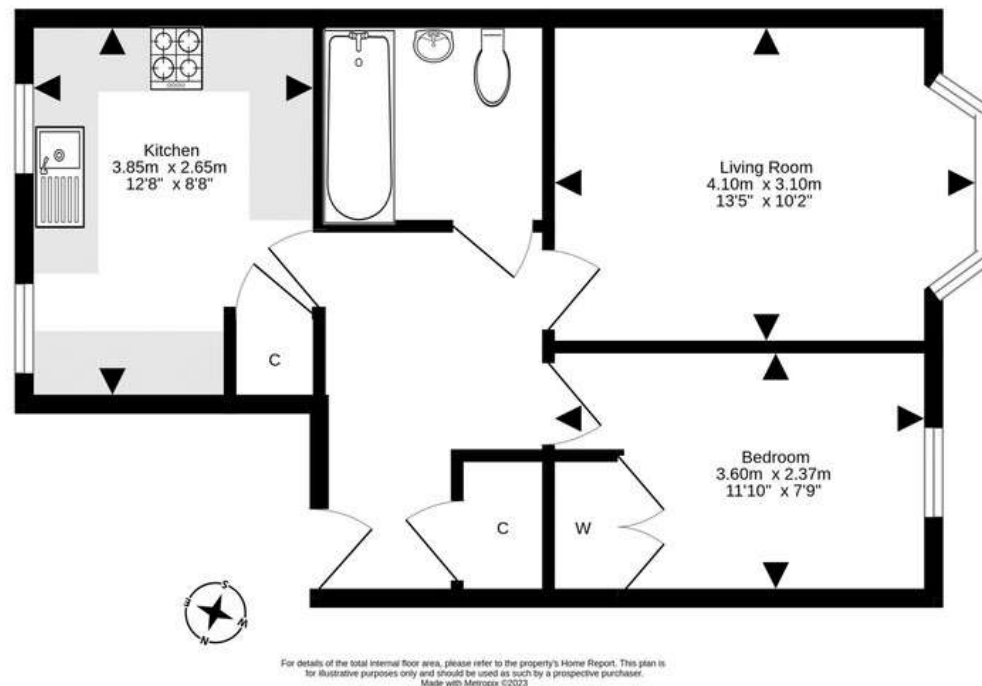 Kitchen
3.85m x 2.65m
12'8" x 8'8"
Living Room
4.10m x 3.10m
13'5" x 10'2"
C
Bedroom
3.60m x 2.37m
11'10" x 7'9"
C
W
S
E
W
N
For details of the total internal floor area, please refer to the property's Home Report. This plan is
for illustrative purposes only and should be used as such by a prospective purchaser.
Made with Metropix ©2023